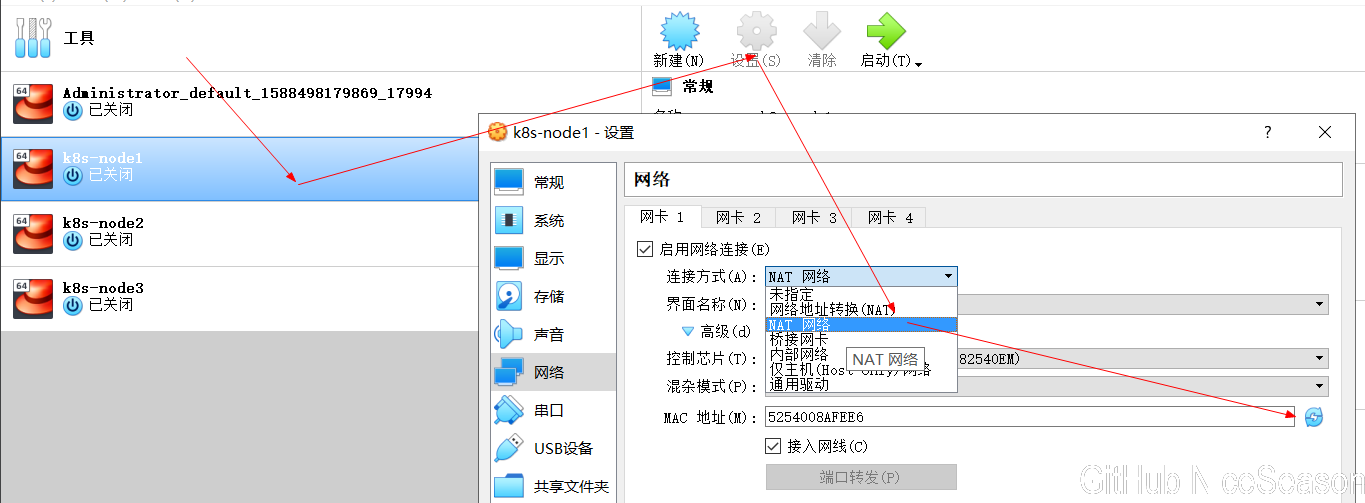 工具
新建(N)
设置(S)
清除
启动(T)
64
Administrator_default_1588498179869_17994
已关闭
64
k8s-node1
已关闭
64
k8s-node2
已关闭
64
k8s-node3
已关闭
常规
k8s-node1 - 设置
?
常规
系统
显示
存储
声音
网络
串口
USB设备
共享文件夹
网络
网卡 1
网卡 2
网卡 3
网卡 4
启用网络连接(E)
连接方式(A):
NAT 网络
未指定
网络地址转换(NAT)
NAT 网络
桥接网卡
内部网络
仅主机(Host-Only)网络
通用驱动
NAT 网络
界面名称(N):
高级(d)
控制芯片(T):
82540EM)
混杂模式(P):
MAC 地址(M):
5254008AFEE6
接入网线(C)
端口转发(P)